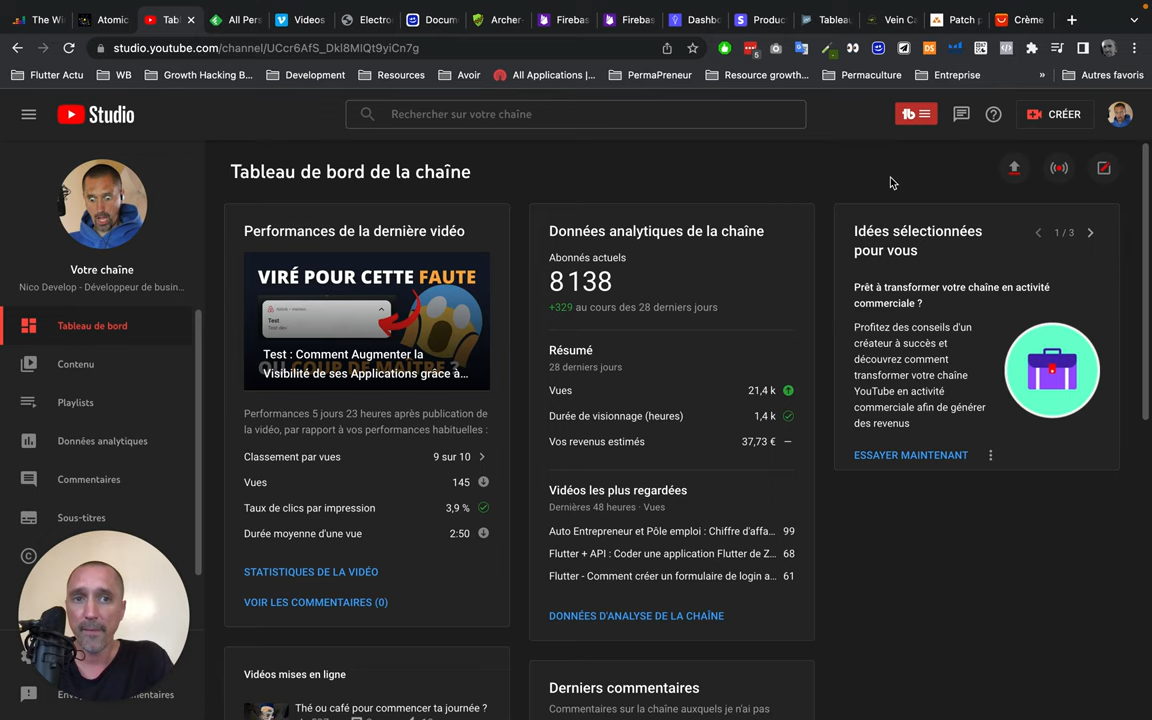 The Wi
Atomic
Tabl
All Pers
Videos
Electro
Docum
Archer-
Firebas
Firebas
Dashb
Produc
Tableau
Vein Ca
Patch p
Crème
studio.youtube.com/channel/UCcr6AfS_Dkl8MlQt9yiCn7g
Flutter Actu
WB
Growth Hacking B...
Development
Resources
Avoir
All Applications |...
PermaPreneur
Resource growth...
Permaculture
Entreprise
»
Autres favoris
Studio
Rechercher sur votre chaîne
CRÉER
Tableau de bord de la chaîne
Votre chaîne
Nico Develop - Développeur de busin...
Tableau de bord
Contenu
Playlists
Données analytiques
Commentaires
Sous-titres
Performances de la dernière vidéo
VIRÉ POUR CETTE FAUTE
Test
Test dev
OU COUP DE MAITRE ?
Test : Comment Augmenter la
Visibilité de ses Applications grâce à...
Performances 5 jours 23 heures après publication de
la vidéo, par rapport à vos performances habituelles :
Classement par vues 9 sur 10
Vues 145
Taux de clics par impression 3,9 %
Durée moyenne d'une vue 2:50
STATISTIQUES DE LA VIDÉO
VOIR LES COMMENTAIRES (0)
Vidéos mises en ligne
Thé ou café pour commencer ta journée ?
Données analytiques de la chaîne
Abonnés actuels
8 138
+329 au cours des 28 derniers jours
Résumé
28 derniers jours
Vues 21,4 k
Durée de visionnage (heures) 1,4 k
Vos revenus estimés 37,73 € —
Vidéos les plus regardées
Dernières 48 heures · Vues
Auto Entrepreneur et Pôle emploi : Chiffre d'affa... 99
Flutter + API : Coder une application Flutter de Z... 68
Flutter - Comment créer un formulaire de login a... 61
DONNÉES D'ANALYSE DE LA CHAÎNE
Derniers commentaires
Commentaires sur la chaîne auxquels je n'ai pas
Idées sélectionnées
pour vous
1 / 3
Prêt à transformer votre chaîne en activité
commerciale ?
Profitez des conseils d'un
créateur à succès et
découvrez comment
transformer votre chaîne
YouTube en activité
commerciale afin de générer
des revenus
ESSAYER MAINTENANT